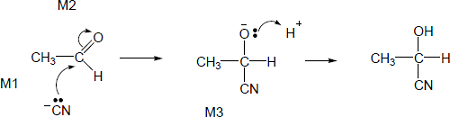 M2
O
CH₃ C
H
M1
⁻:CN
O⁻ : H⁺
CH₃ C H
CN
M3
OH
CH₃ C H
CN